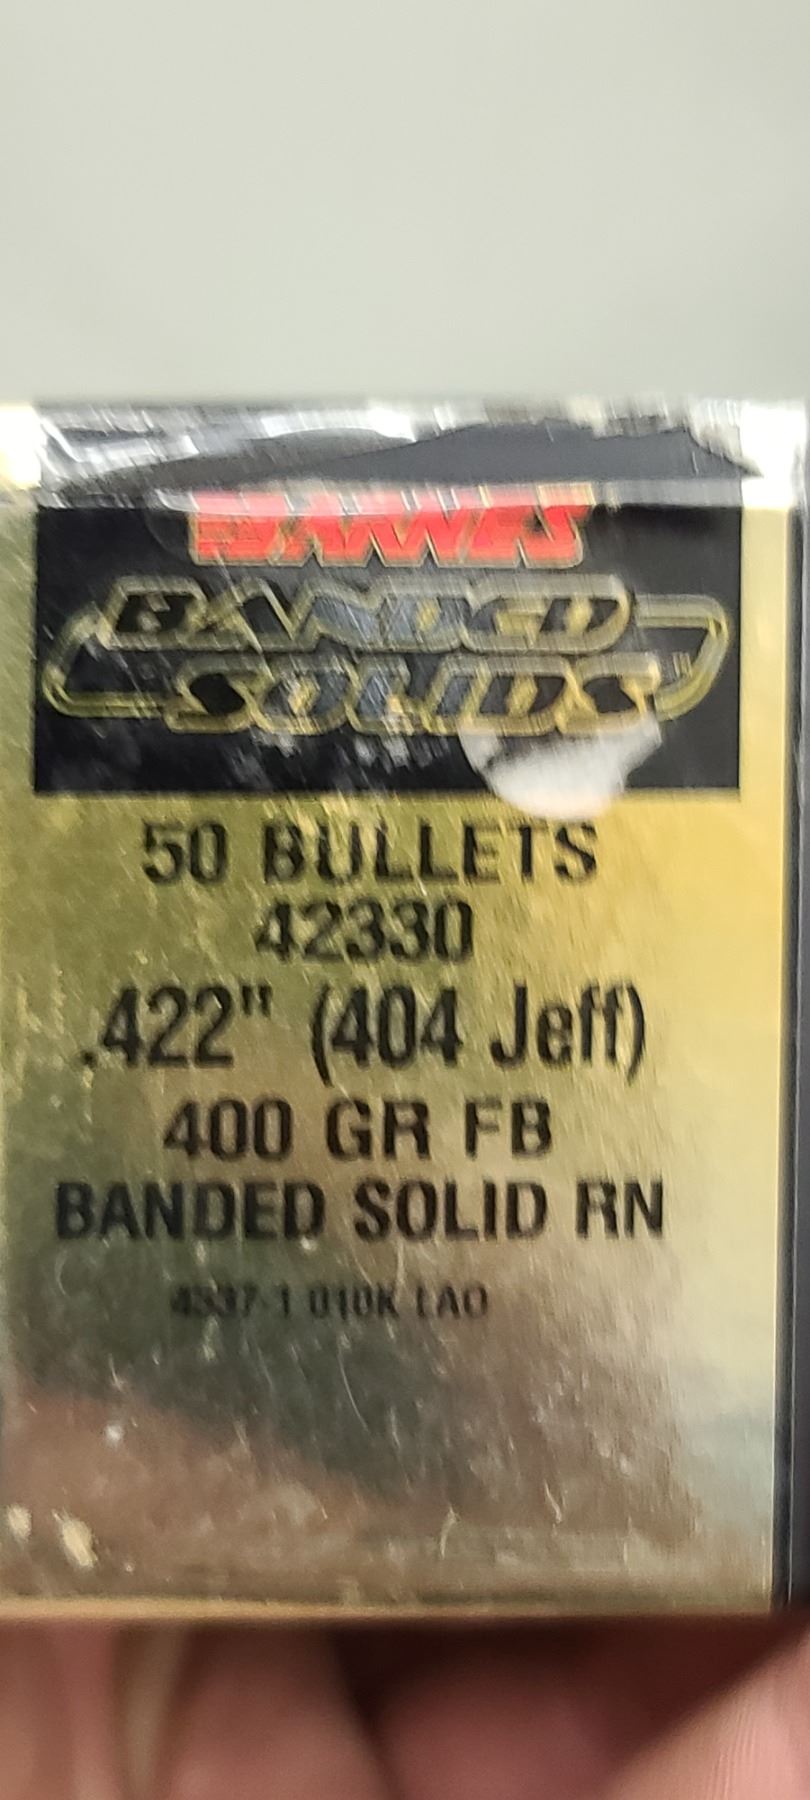 BARNES
BANDED
SOLIDS
50 BULLETS
42330
.422" (404 Jeff)
400 GR FB
BANDED SOLID RN